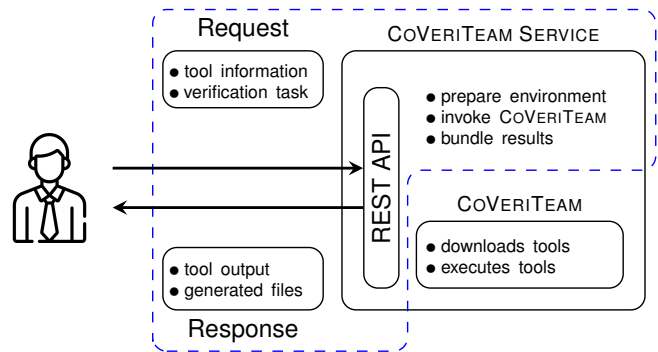 Request
● tool information
● verification task
COVERITEAM SERVICE
● prepare environment
● invoke COVERITEAM
● bundle results
REST API
COVERITEAM
● downloads tools
● executes tools
● tool output
● generated files
Response